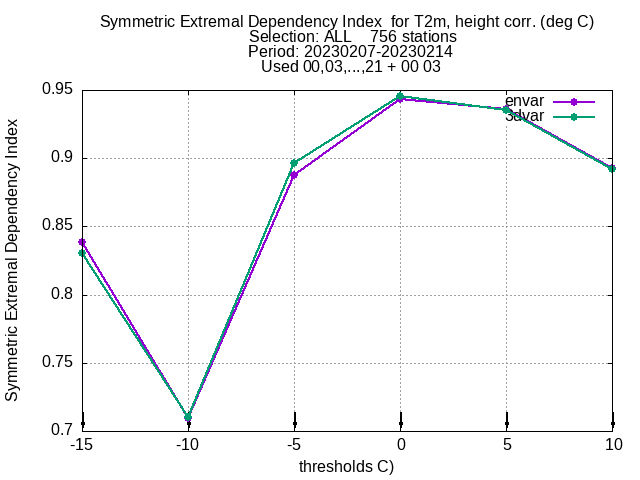 Symmetric Extremal Dependency Index  for T2m, height corr. (deg C)
Selection: ALL    756 stations
Period: 20230207-20230214
Used 00,03,...,21 + 00 03
Symmetric Extremal Dependency Index
0.95
0.9
0.85
0.8
0.75
0.7
envar
3dvar
-15 -10 -5 0 5 10
thresholds C)